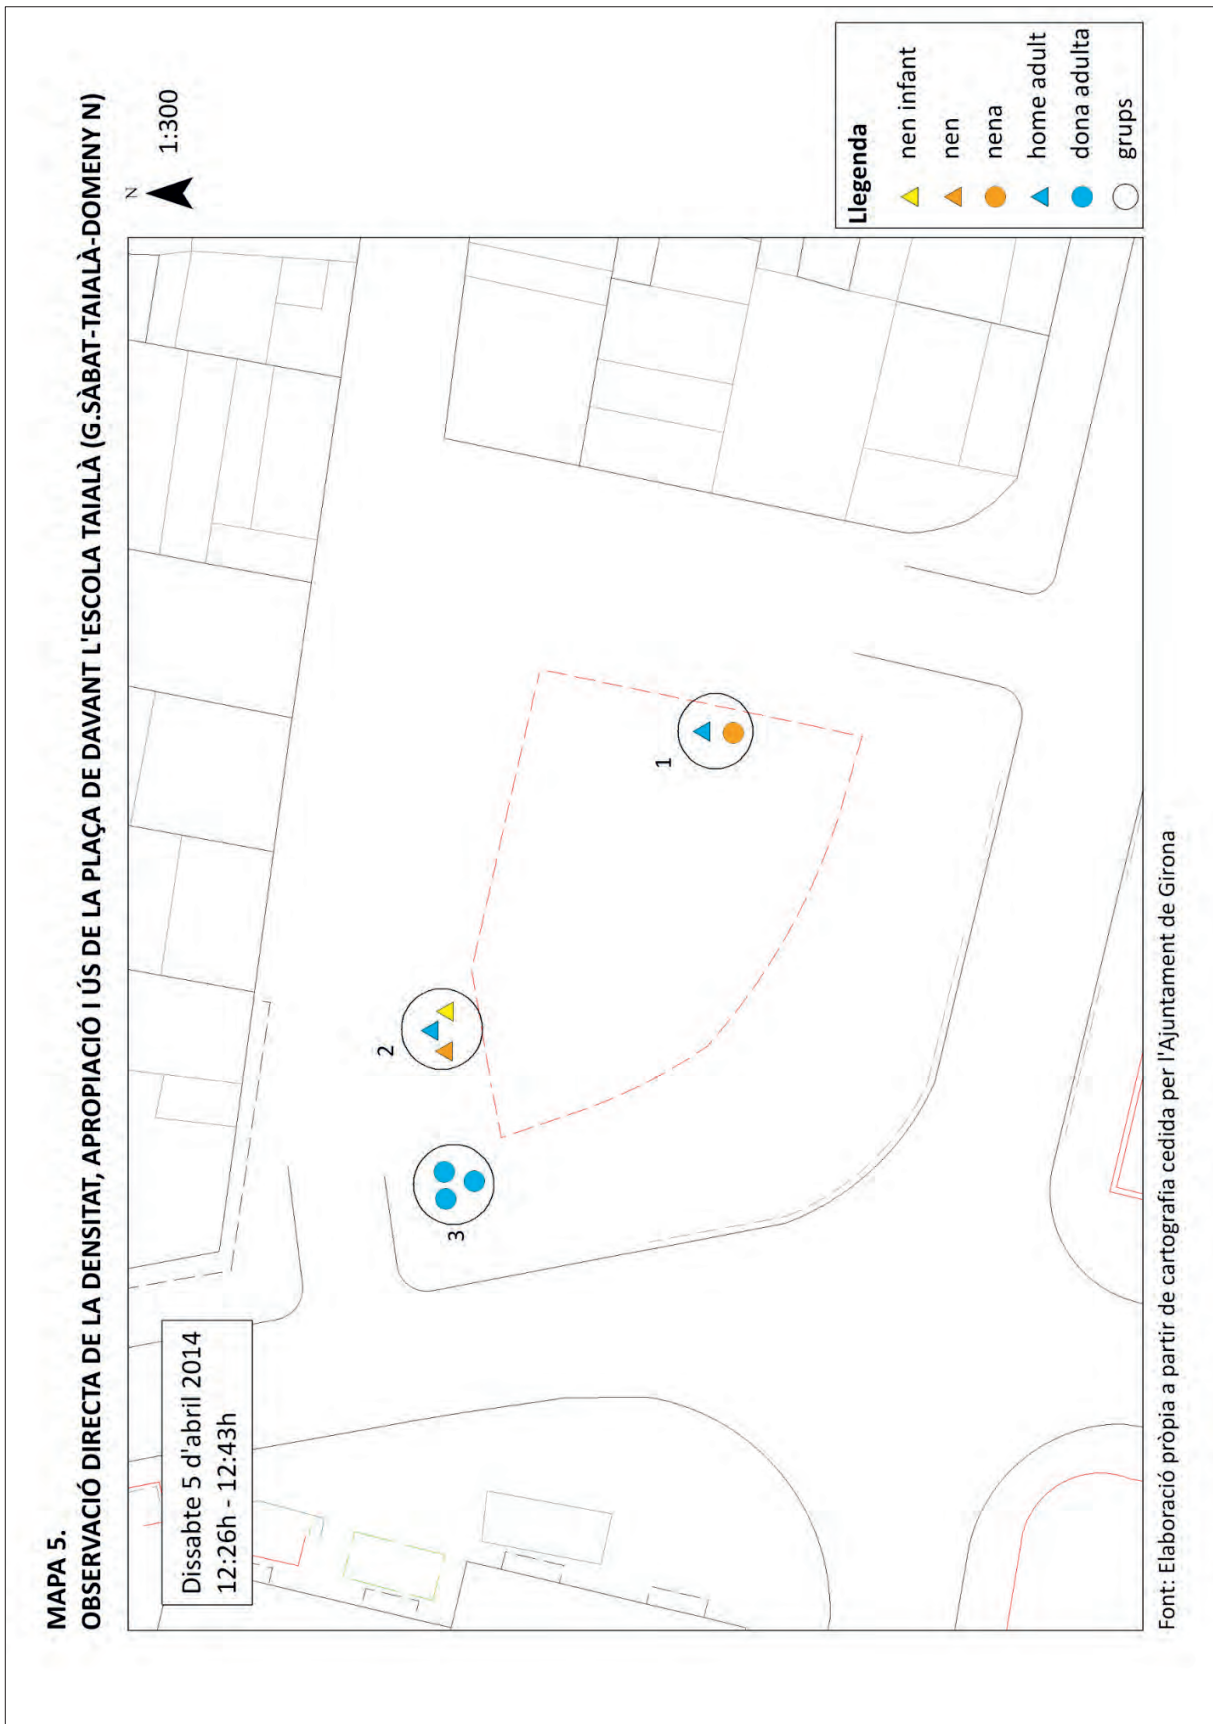 MAPA 5.
OBSERVACIÓ DIRECTA DE LA DENSITAT, APROPIACIÓ I ÚS DE LA PLAÇA DE DAVANT L'ESCOLA TAIALÀ (G.SÀBAT-TAIALÀ-DOMENY N)
N
1:300
Dissabte 5 d'abril 2014
12:26h - 12:43h
3
2
1
Llegenda
nen infant
nen
nena
home adult
dona adulta
grups
Font: Elaboració pròpia a partir de cartografia cedida per l'Ajuntament de Girona